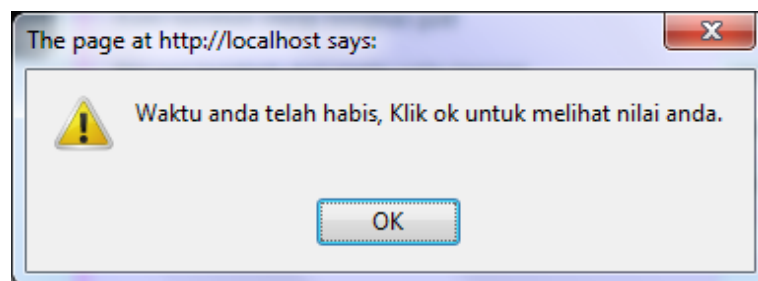 The page at http://localhost says:
Waktu anda telah habis, Klik ok untuk melihat nilai anda.
OK